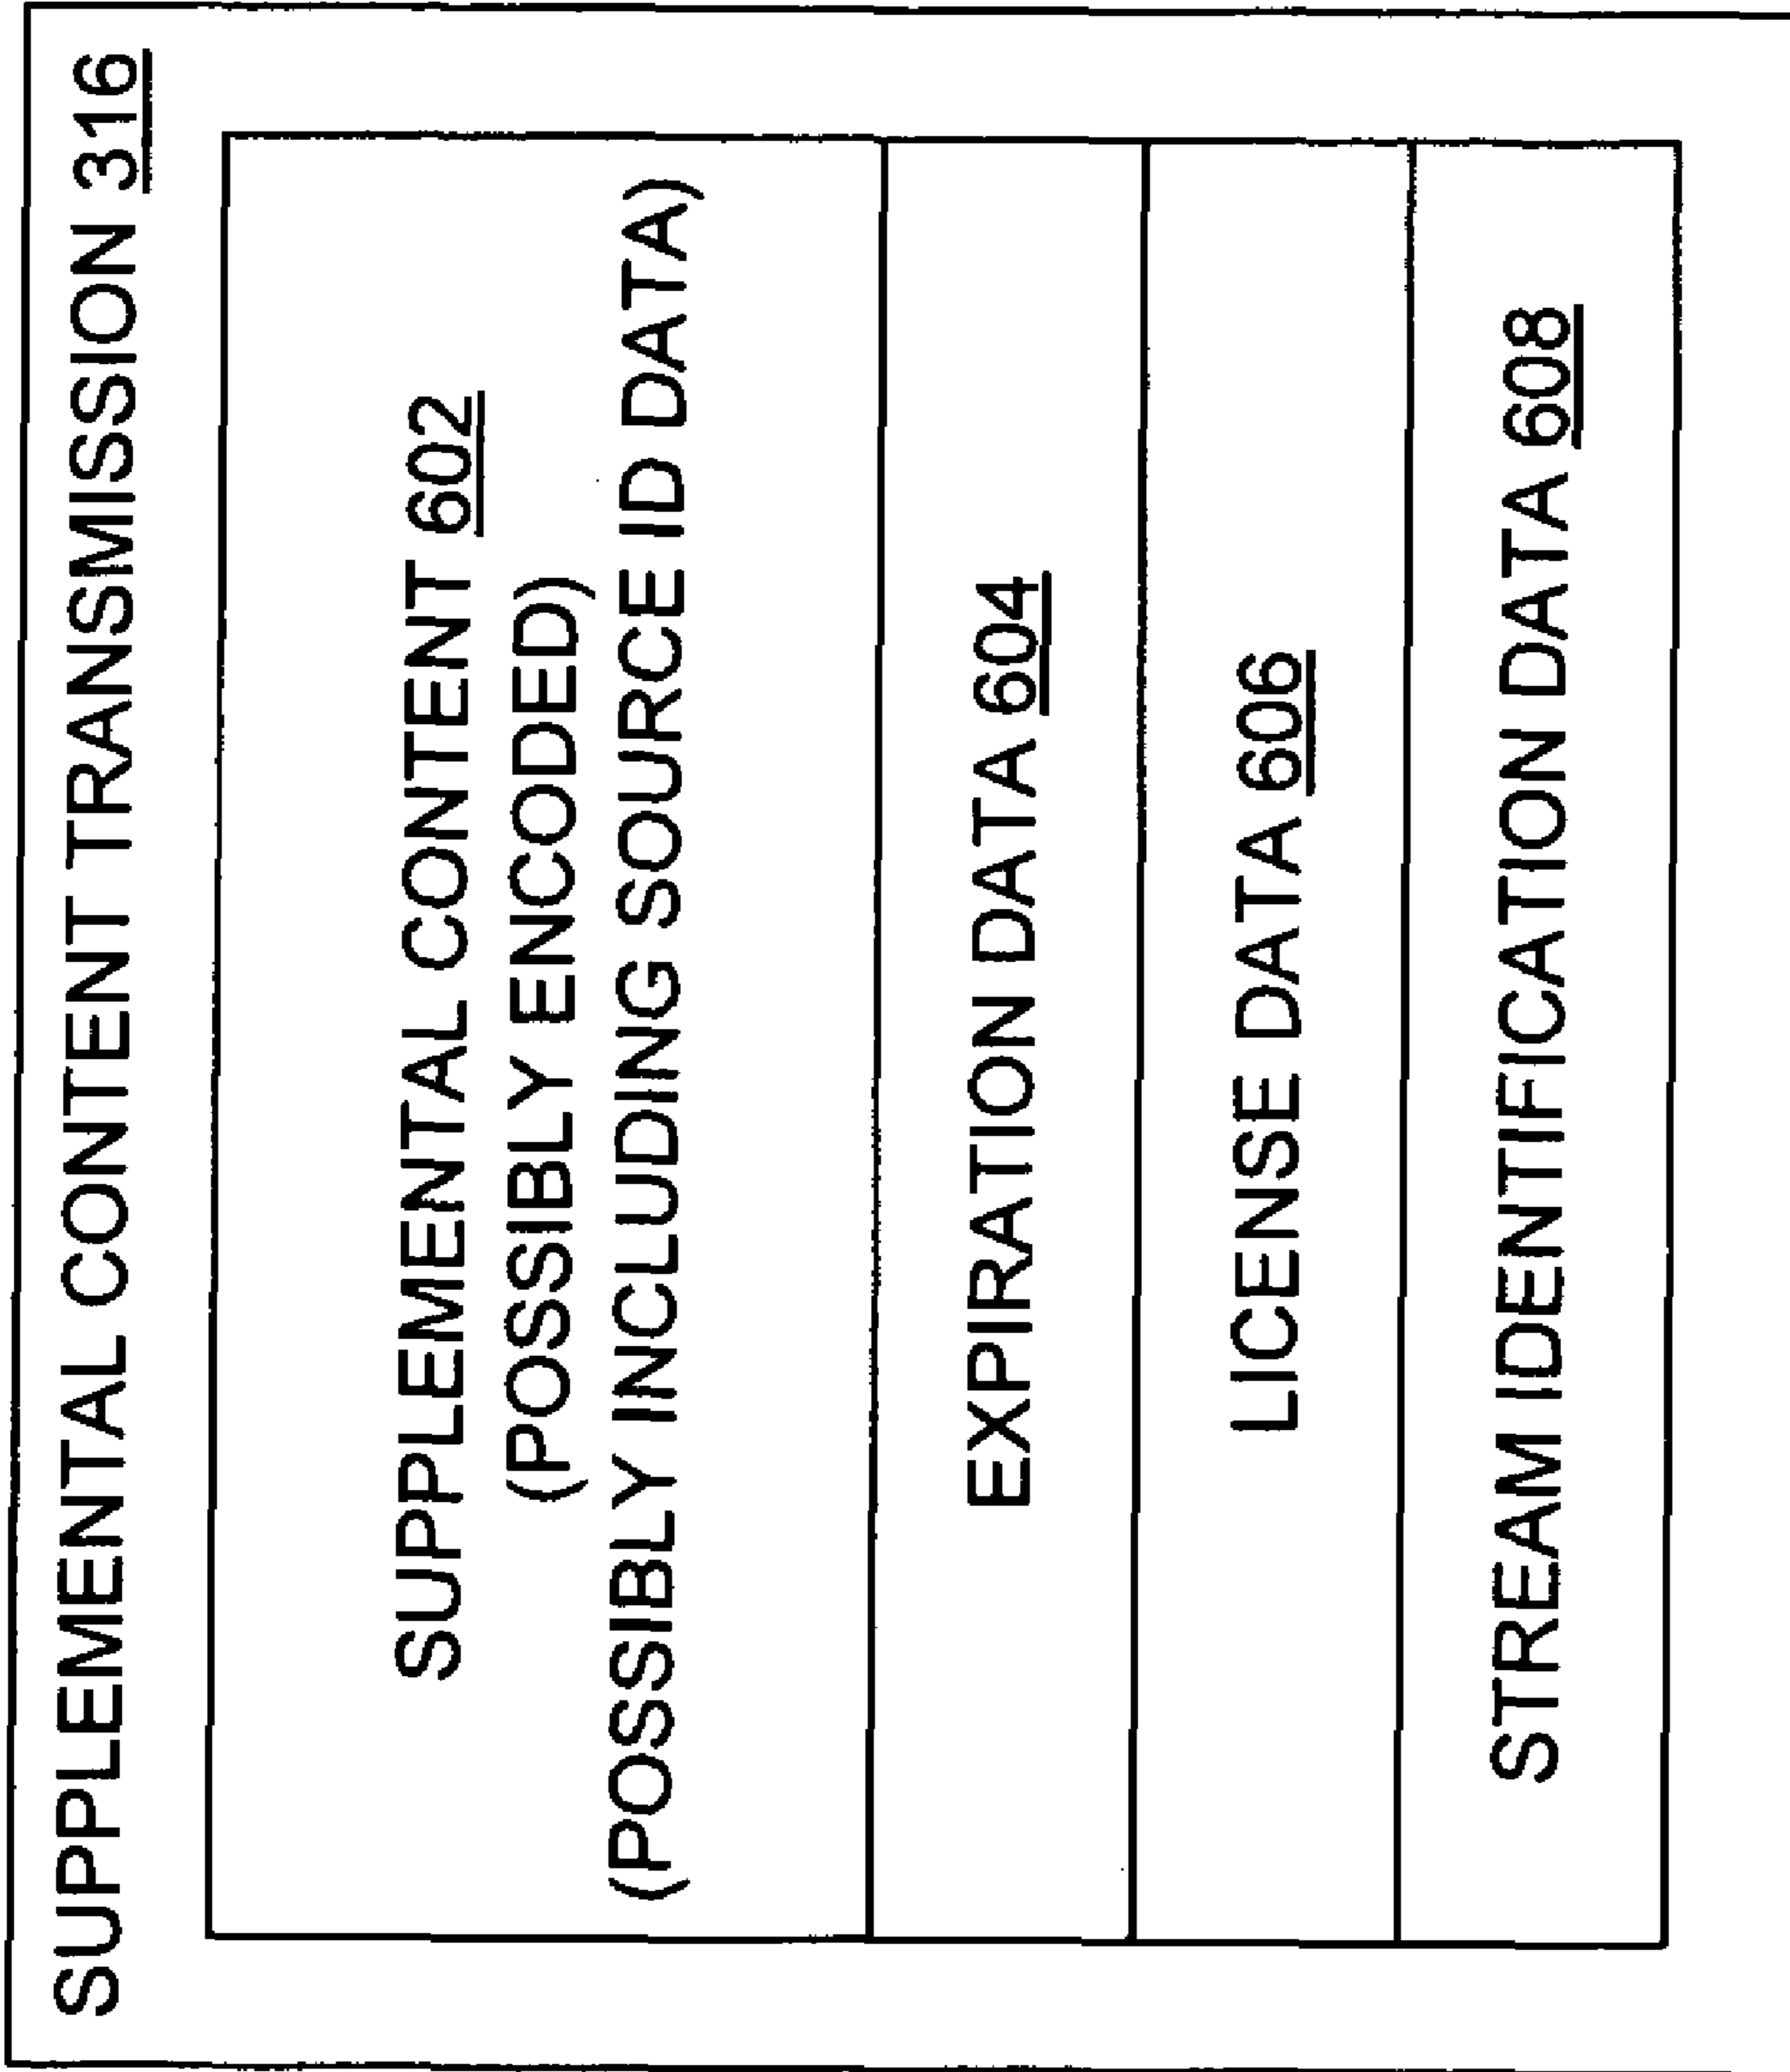 SUPPLEMENTAL CONTENT TRANSMISSION 316
SUPPLEMENTAL CONTENT 602
(POSSIBLY ENCODED)
(POSSIBLY INCLUDING SOURCE ID DATA)
EXPIRATION DATA 604
LICENSE DATA 606
STREAM IDENTIFICATION DATA 608